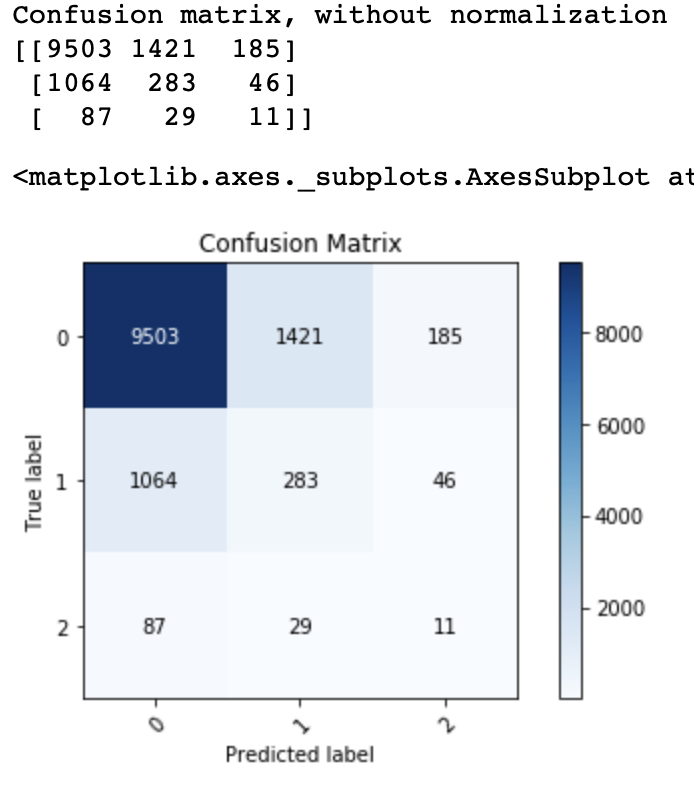 Confusion matrix, without normalization
[[9503 1421 185]
[1064 283 46]
[ 87 29 11]]
<matplotlib.axes._subplots.AxesSubplot at
Confusion Matrix
0 9503 1421 185
1 1064 283 46
2 87 29 11
0 1 2
True label
Predicted label
8000
6000
4000
2000